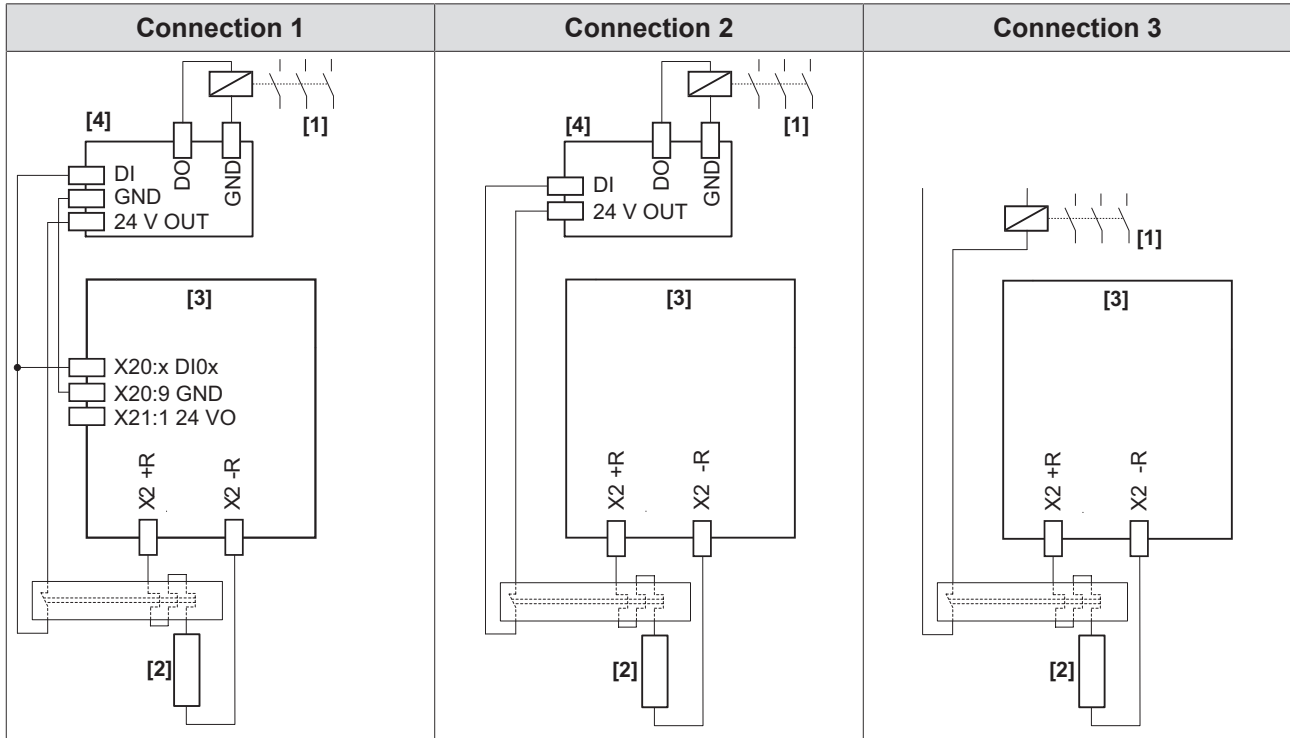 Connection 1
Connection 2
Connection 3
[1]
[4]
DO
GND
DI
GND
24 V OUT
[3]
X20:x DI0x
X20:9 GND
X21:1 24 VO
X2 +R
X2 -R
[2]
[1]
[4]
DO
GND
DI
24 V OUT
[3]
X2 +R
X2 -R
[2]
[1]
[3]
X2 +R
X2 -R
[2]